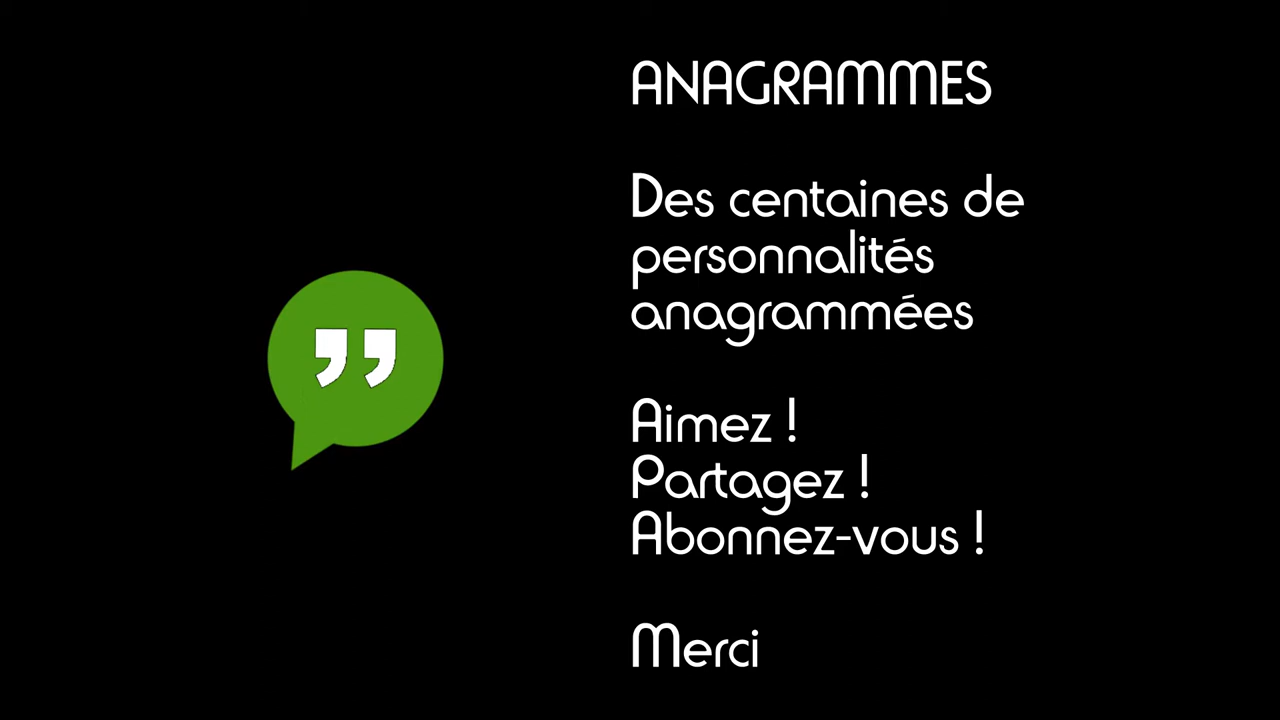 ANAGRAMMES
Des centaines de
personnalités
anagrammées
Aimez !
Partagez !
Abonnez-vous !
Merci